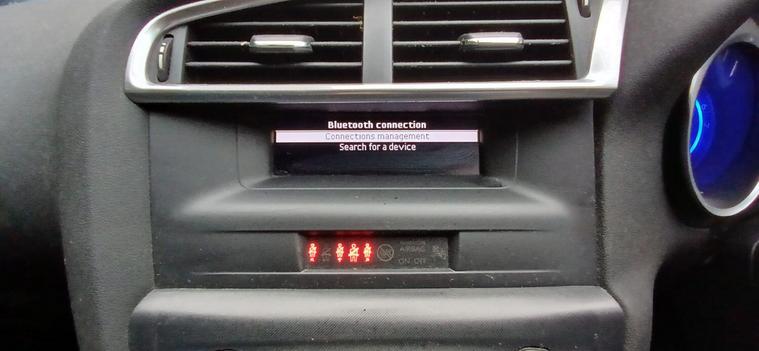 Bluetooth connection
Connections management
Search for a device
AIRBAG
ON OFF